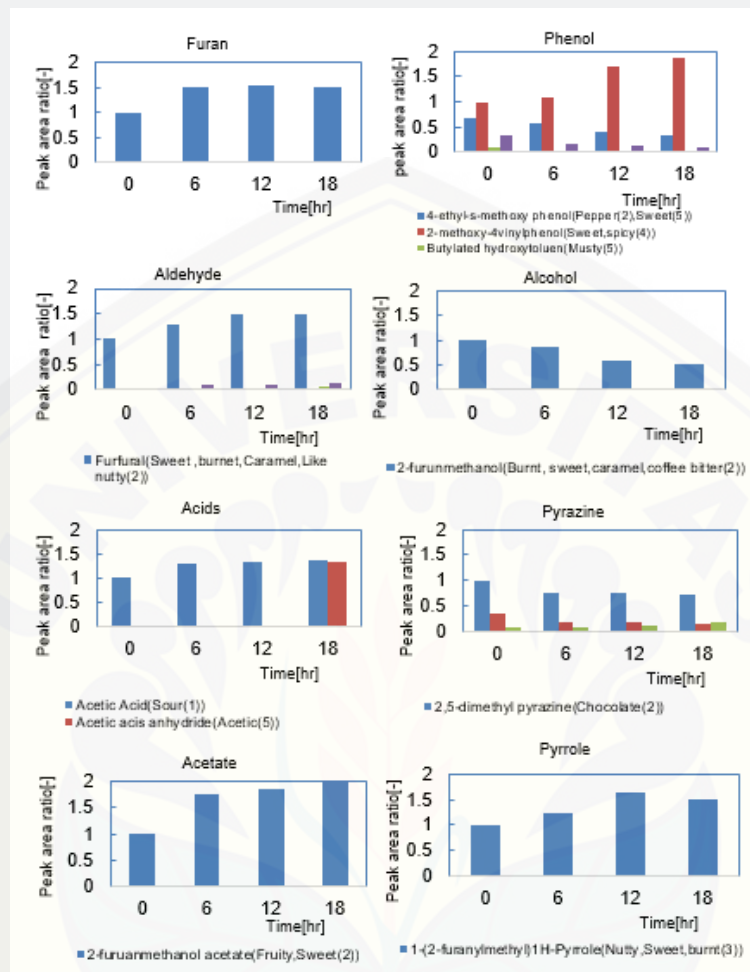 Furan
Peak area ratio[-]
2
1.5
1
0.5
0
0 6 12 18
Time[hr]
Phenol
peak area ratio[-]
2
1.5
1
0.5
0
0 6 12 18
Time[hr]
4-ethyl-s-methoxy phenol(Pepper(2),Sweet(5))
2-methoxy-4vinylphenol(Sweet,spicy(4))
Butylated hydroxytoluen(Musty(5))
Aldehyde
Peak area ratio[-]
2
1.5
1
0.5
0
0 6 12 18
Time[hr]
Furfural(Sweet ,burnet,Caramel,Like
nutty(2))
Alcohol
Peak area ratio[-]
2
1.5
1
0.5
0
0 6 12 18
Time[hr]
2-furunmethanol(Burnt, sweet,caramel,coffee bitter(2))
Acids
Peak area ratio[-]
2
1.5
1
0.5
0
0 6 12 18
Time[hr]
Acetic Acid(Sour(1))
Acetic acis anhydride(Acetic(5))
Pyrazine
Peak area ratio[-]
2
1.5
1
0.5
0
0 6 12 18
Time[hr]
2,5-dimethyl pyrazine(Chocolate(2))
Acetate
Peak area ratio[-]
2
1.5
1
0.5
0
0 6 12 18
Time[hr]
2-furuanmethanol acetate(Fruity,Sweet(2))
Pyrrole
Peak area ratio[-]
2
1.5
1
0.5
0
0 6 12 18
Time[hr]
1-(2-furanylmethyl)1H-Pyrrole(Nutty,Sweet,burnt(3))
UNIVERSITAS